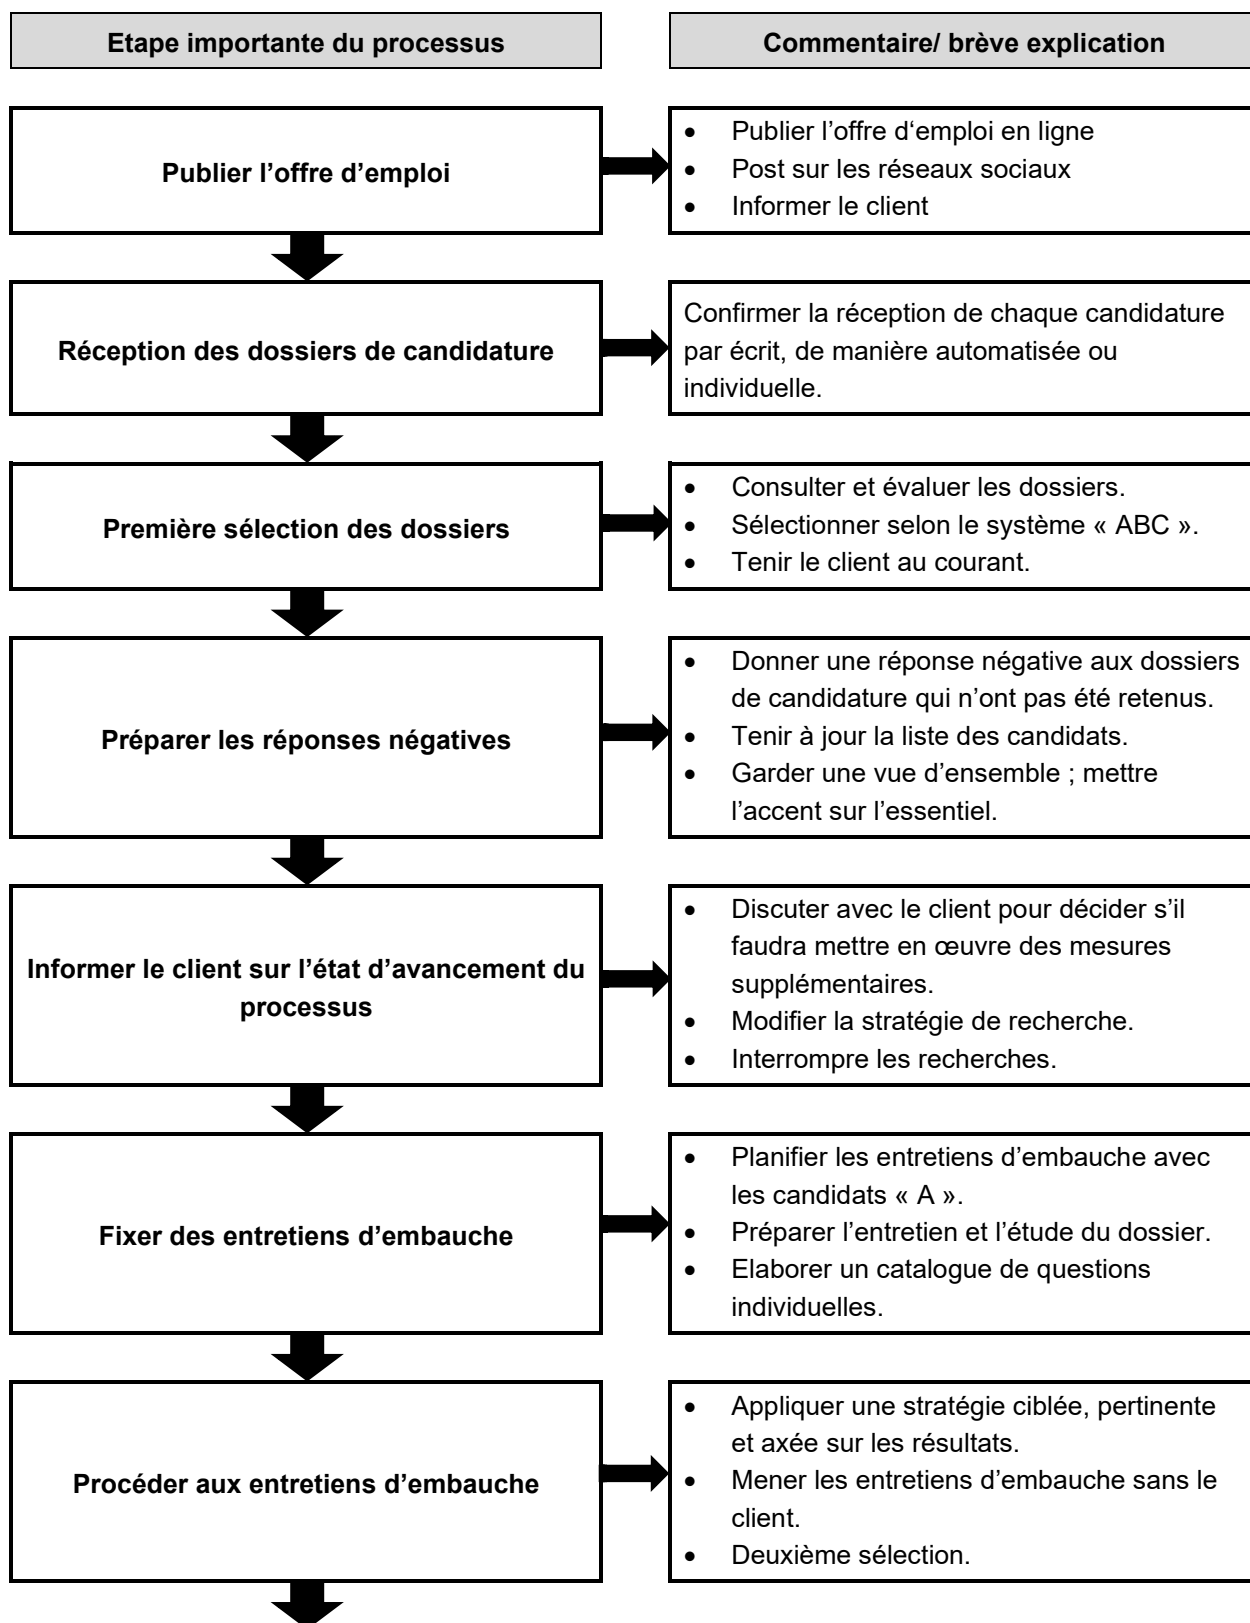 Etape importante du processus
Commentaire/ brève explication
Publier l’offre d’emploi
• Publier l’offre d‘emploi en ligne
• Post sur les réseaux sociaux
• Informer le client
Réception des dossiers de candidature
Confirmer la réception de chaque candidature
par écrit, de manière automatisée ou
individuelle.
Première sélection des dossiers
• Consulter et évaluer les dossiers.
• Sélectionner selon le système « ABC ».
• Tenir le client au courant.
Préparer les réponses négatives
• Donner une réponse négative aux dossiers
de candidature qui n’ont pas été retenus.
• Tenir à jour la liste des candidats.
• Garder une vue d’ensemble ; mettre
l’accent sur l’essentiel.
Informer le client sur l’état d’avancement du
processus
• Discuter avec le client pour décider s’il
faudra mettre en œuvre des mesures
supplémentaires.
• Modifier la stratégie de recherche.
• Interrompre les recherches.
Fixer des entretiens d’embauche
• Planifier les entretiens d’embauche avec
les candidats « A ».
• Préparer l’entretien et l’étude du dossier.
• Elaborer un catalogue de questions
individuelles.
Procéder aux entretiens d’embauche
• Appliquer une stratégie ciblée, pertinente
et axée sur les résultats.
• Mener les entretiens d’embauche sans le
client.
• Deuxième sélection.